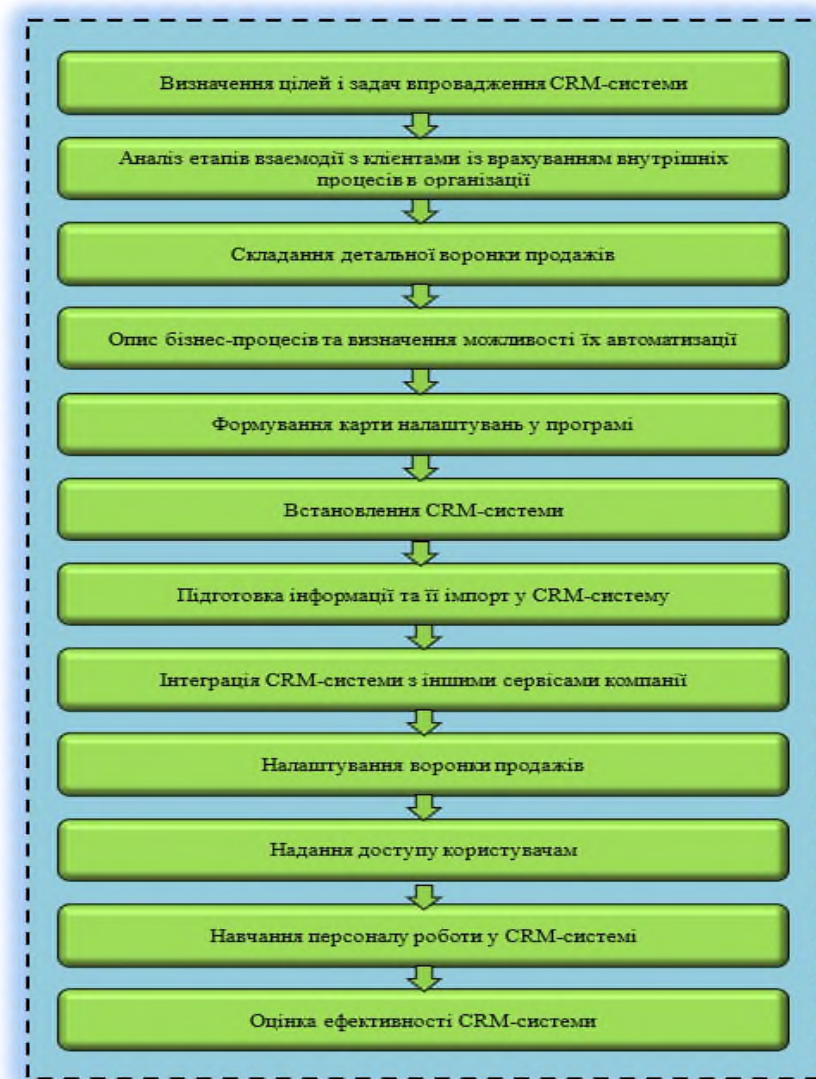 Визначення цілей і задач впровадження CRM-системи
Аналіз етапів взаємодії з клієнтами із врахуванням внутрішніх
процесів в організації
Складання детальної воронки продажів
Опис бізнес-процесів та визначення можливості їх автоматизації
Формування карти налаштувань у програмі
Встановлення CRM-системи
Підготовка інформації та її імпорт у CRM-систему
Інтеграція CRM-системи з іншими сервісами компанії
Налаштування воронки продажів
Надання доступу користувачам
Навчання персоналу роботи у CRM-системі
Оцінка ефективності CRM-системи